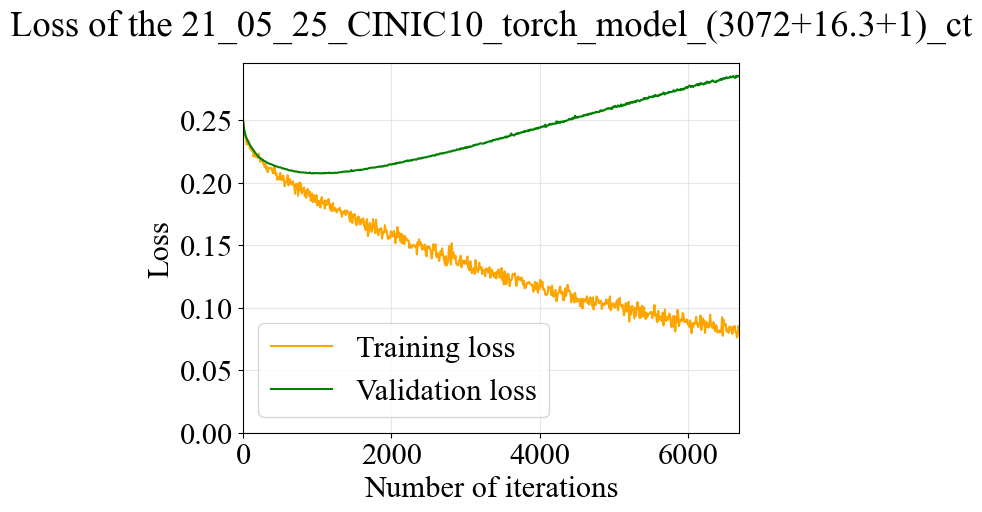 Loss of the 21_05_25_CINIC10_torch_model_(3072+16.3+1)_ct
Loss
0.25
0.20
0.15
0.10
0.05
0.00
Training loss
Validation loss
0 2000 4000 6000
Number of iterations